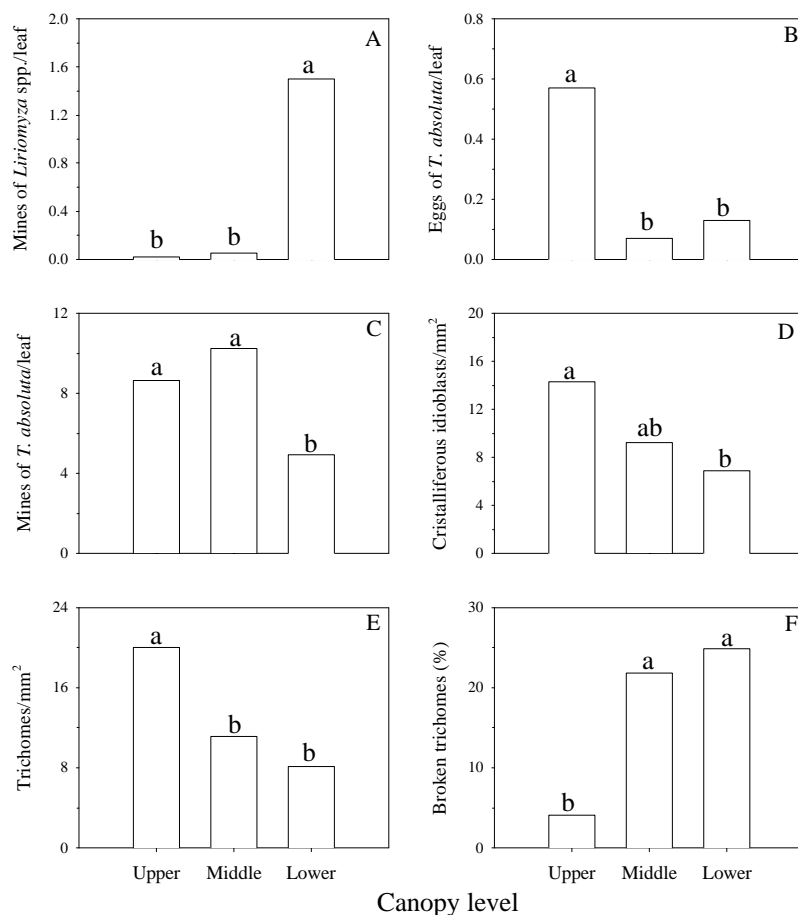 A
Mines of Liriomyza spp./leaf
2.0
1.6
1.2
0.8
0.4
0.0
b
b
a
B
Eggs of T. absoluta/leaf
0.8
0.6
0.4
0.2
0.0
a
b
b
C
Mines of T. absoluta/leaf
12
8
4
0
a
a
b
D
Cristalliferous idioblasts/mm²
20
16
12
8
4
0
a
ab
b
E
Trichomes/mm²
24
16
8
0
a
b
b
Upper Middle Lower
F
Broken trichomes (%)
30
20
10
0
b
a
a
Upper Middle Lower
Canopy level